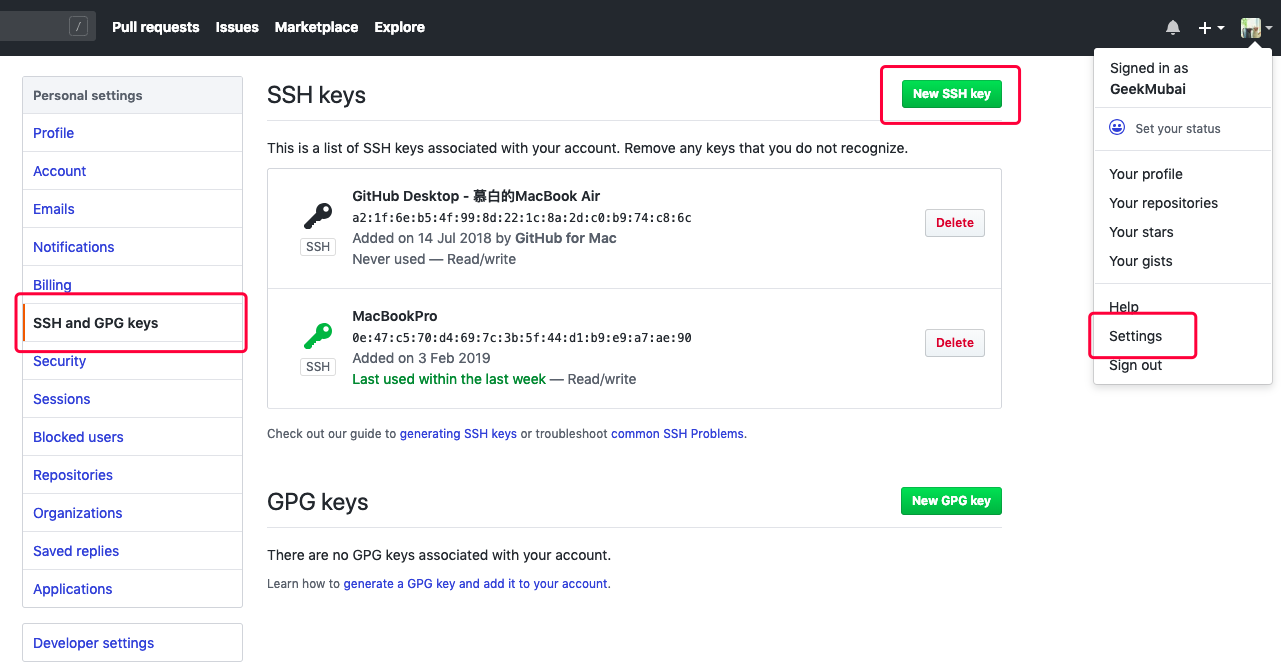 /
Pull requests Issues Marketplace Explore
Signed in as
GeekMubai
Set your status
Your profile
Your repositories
Your stars
Your gists
Help
Settings
Sign out
Personal settings
Profile
Account
Emails
Notifications
Billing
SSH and GPG keys
Security
Sessions
Blocked users
Repositories
Organizations
Saved replies
Applications
Developer settings
SSH keys
New SSH key
This is a list of SSH keys associated with your account. Remove any keys that you do not recognize.
SSH
GitHub Desktop - 慕白的MacBook Air
a2:1f:6e:b5:4f:99:8d:22:1c:8a:2d:c0:b9:74:c8:6c
Added on 14 Jul 2018 by GitHub for Mac
Never used — Read/write
Delete
SSH
MacBookPro
0e:47:c5:70:d4:69:7c:3b:5f:44:d1:b9:e9:a7:ae:90
Added on 3 Feb 2019
Last used within the last week — Read/write
Delete
Check out our guide to generating SSH keys or troubleshoot common SSH Problems.
GPG keys
New GPG key
There are no GPG keys associated with your account.
Learn how to generate a GPG key and add it to your account.